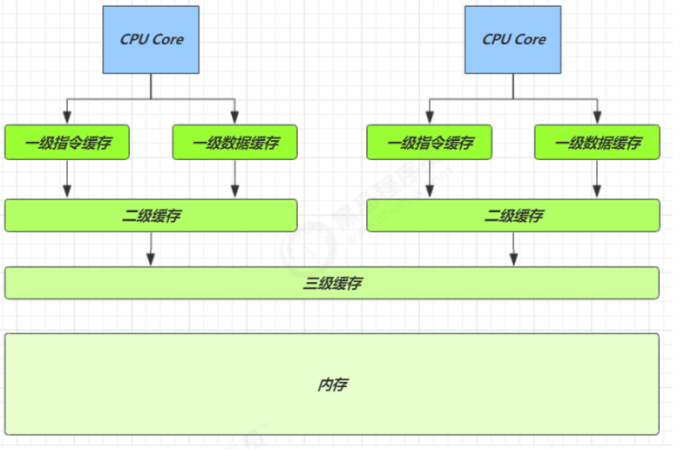 CPU Core CPU Core
一级指令缓存 一级数据缓存 一级指令缓存 一级数据缓存
二级缓存 二级缓存
三级缓存
内存